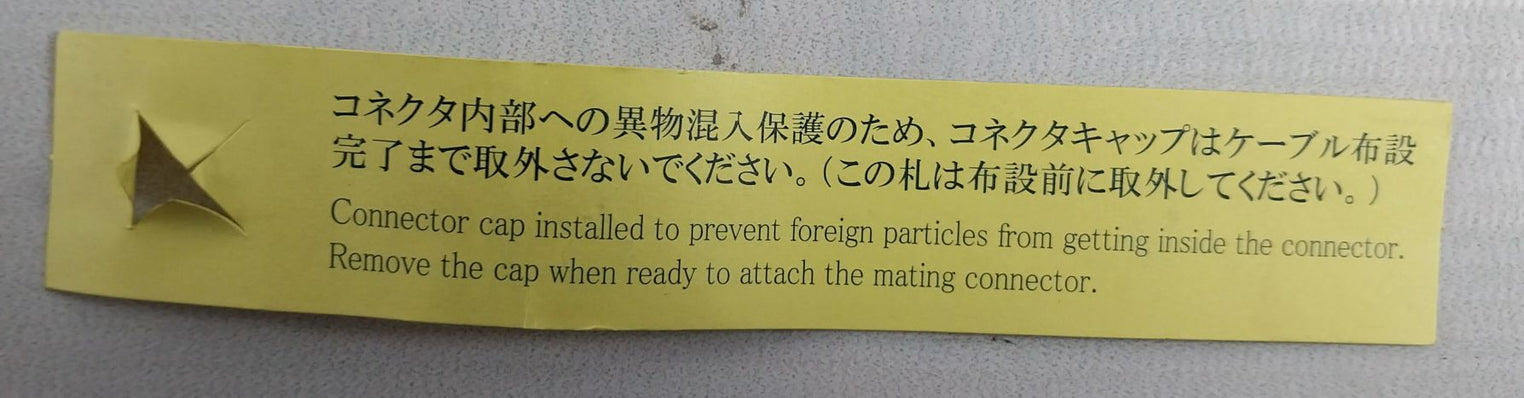 コネクタ内部への異物混入保護のため、コネクタキャップはケーブル布設
完了まで取外さないでください。（この札は布設前に取外してください。）
Connector cap installed to prevent foreign particles from getting inside the connector.
Remove the cap when ready to attach the mating connector.